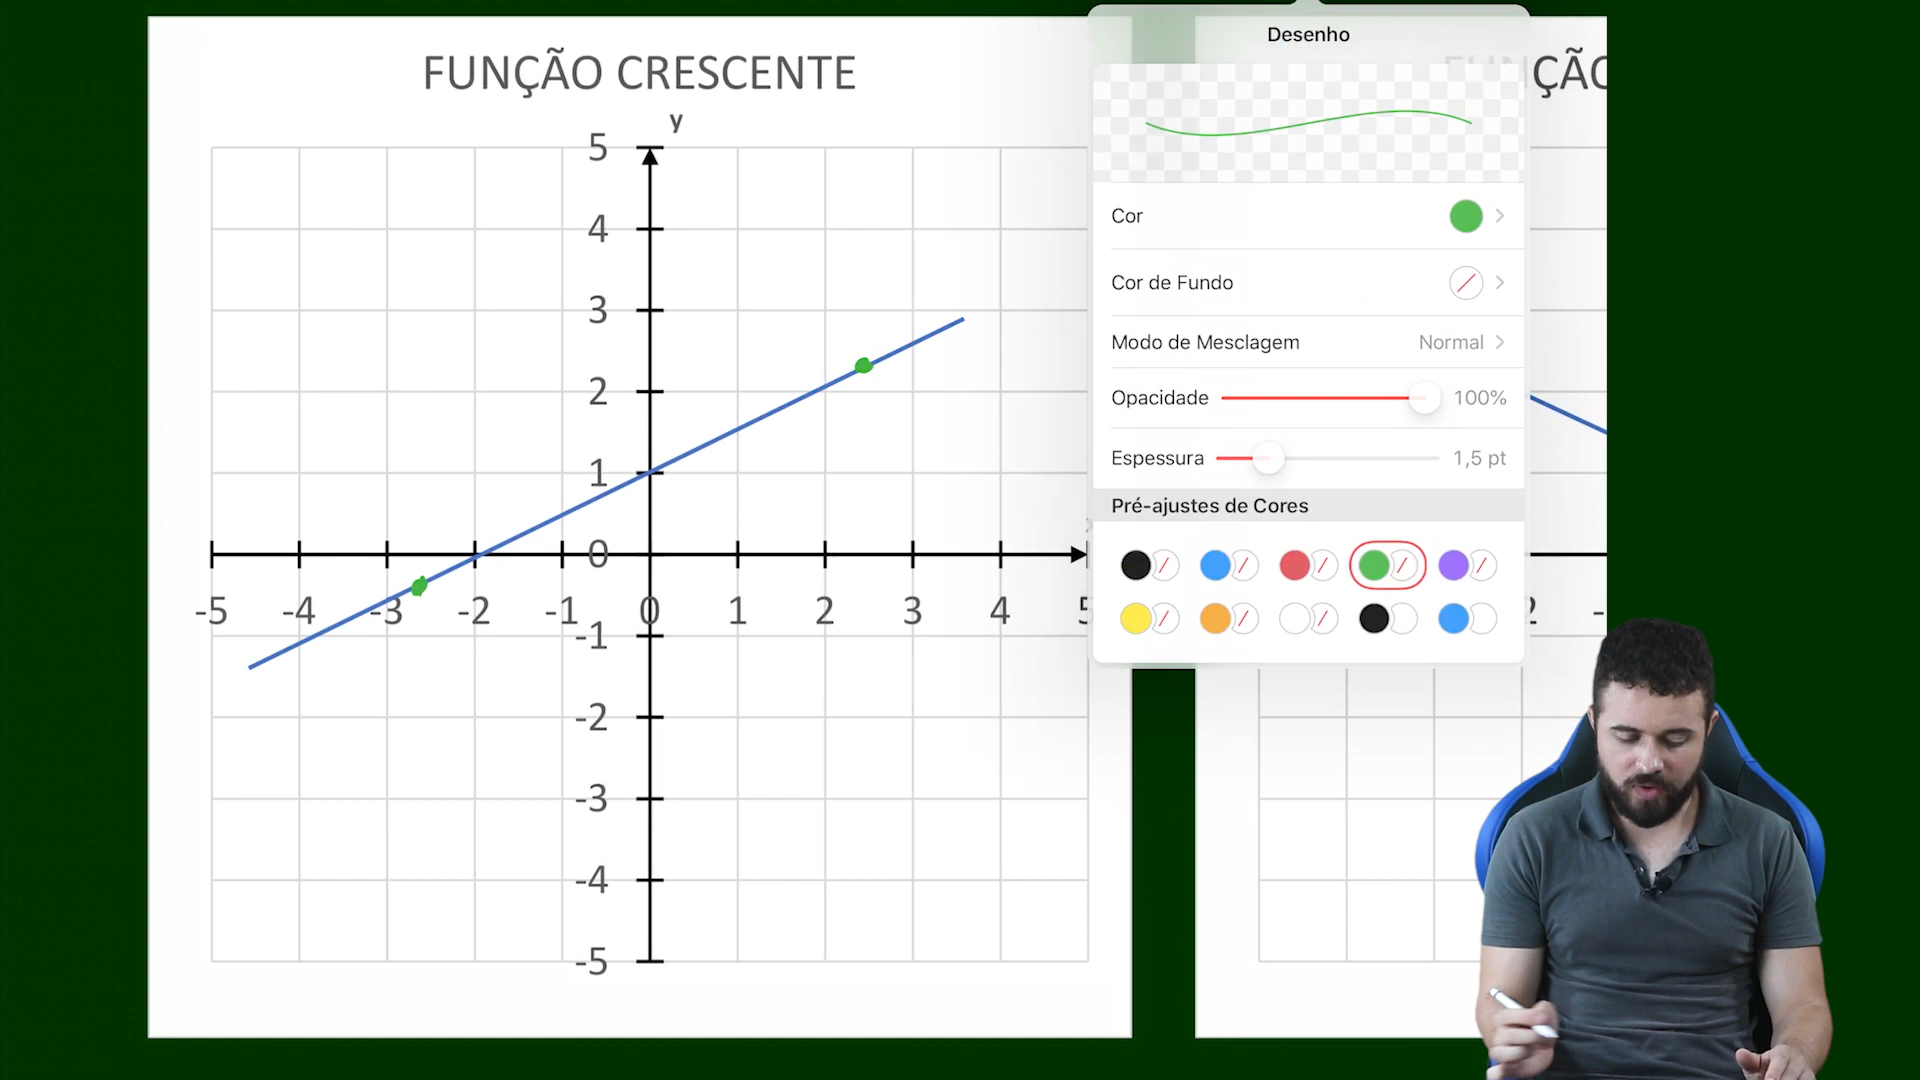 FUNÇÃO CRESCENTE
y
5
4
3
2
1
0
-5 -4 -3 -2 -1 0 1 2 3 4 5
-1
-2
-3
-4
-5
Desenho
Cor
Cor de Fundo
Modo de Mesclagem Normal
Opacidade 100%
Espessura 1,5 pt
Pré-ajustes de Cores